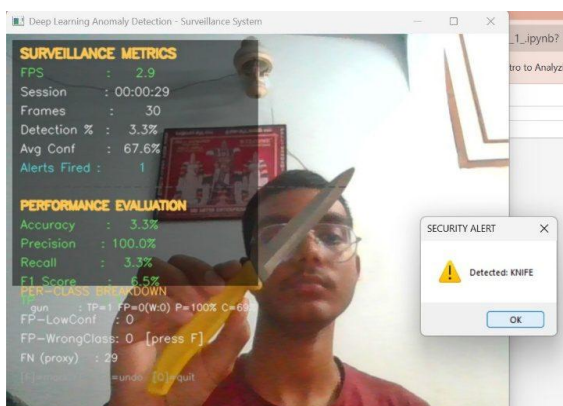 Deep Learning Anomaly Detection - Surveillance System
_1_.ipynb?
tro to Analyzi
SURVEILLANCE METRICS
FPS : 2.9
Session : 00:00:29
Frames : 30
Detection % : 3.3%
Avg Conf : 67.6%
Alerts Fired : 1
PERFORMANCE EVALUATION
Accuracy : 3.3%
Precision : 100.0%
Recall : 3.3%
F1 Score : 6.5%
PER-CLASS BREAKDOWN
gun : TP=1 FP=0(W:0) P=100% C=69
FP-LowConf : 0
FP-WrongClass: 0 [press F]
FN (proxy) : 29
=undo [Q]=quit
SECURITY ALERT
Detected: KNIFE
OK